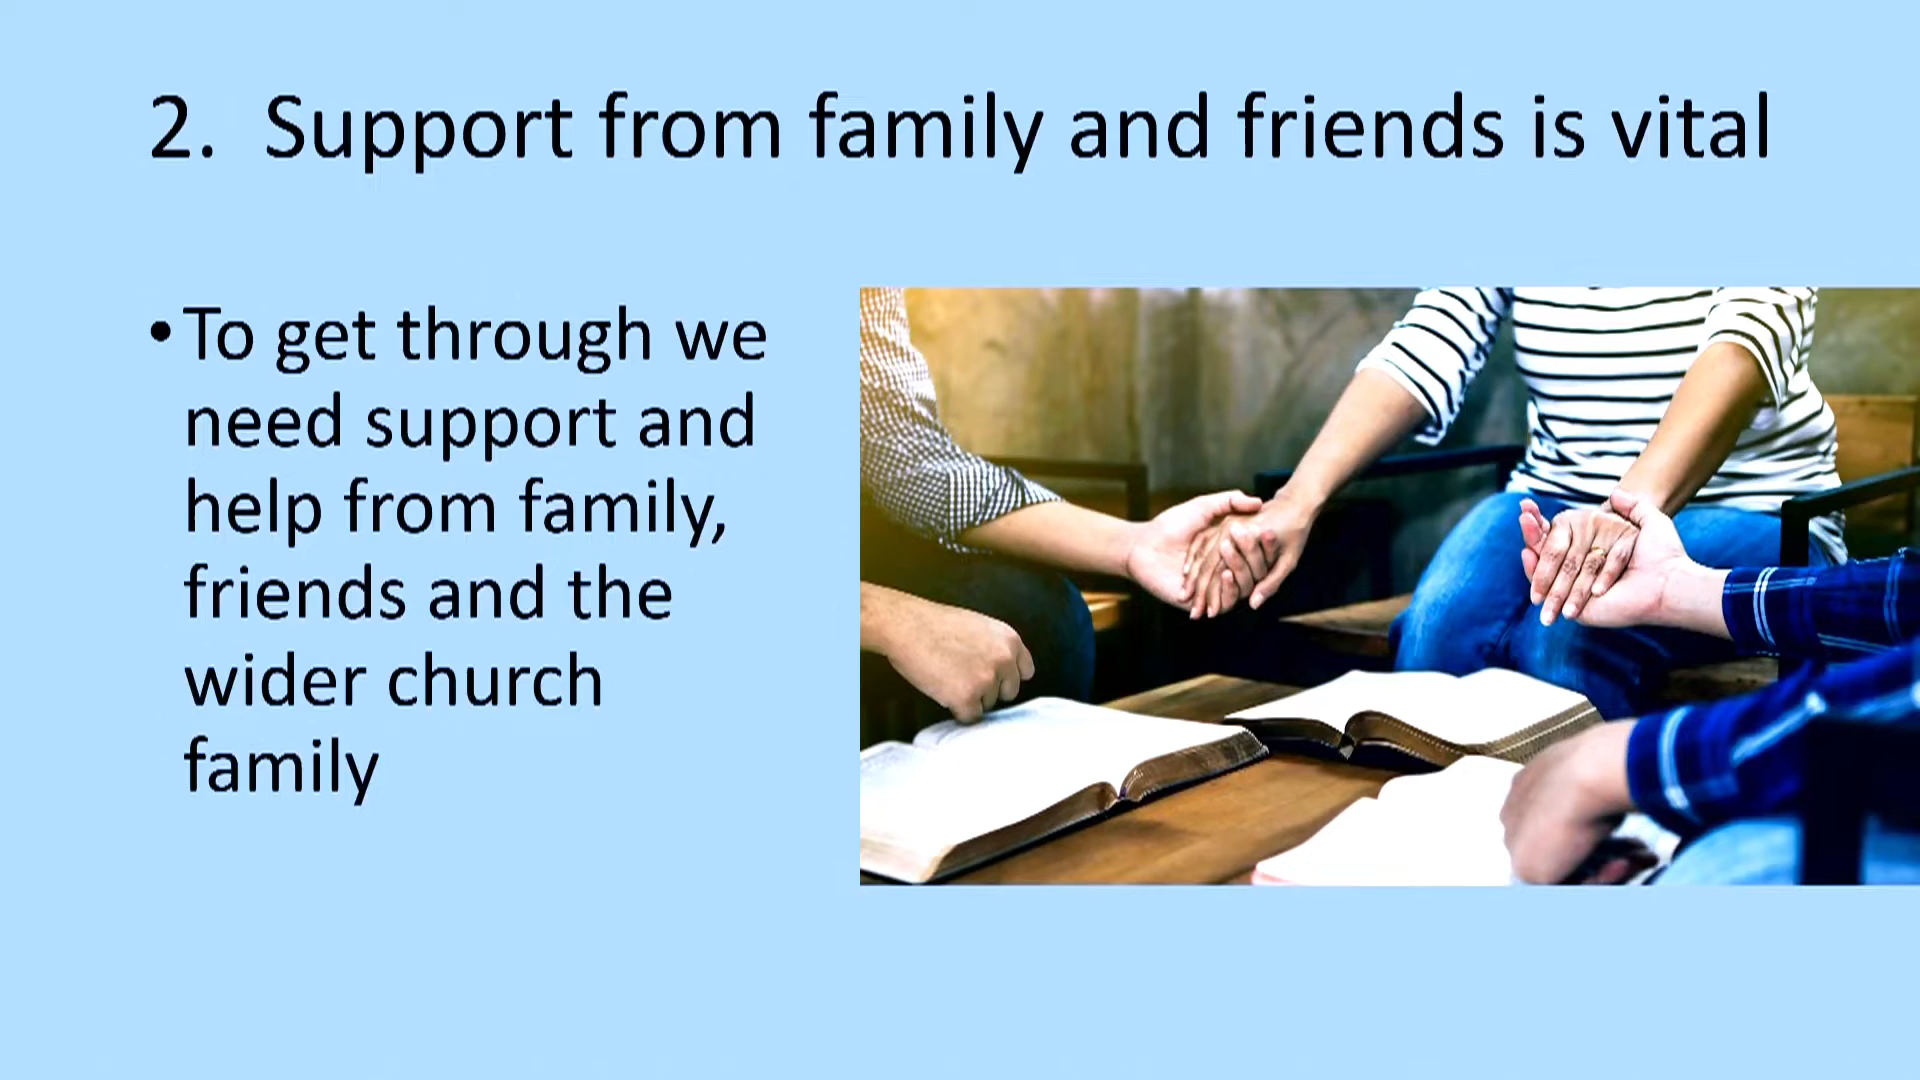 2. Support from family and friends is vital
• To get through we
need support and
help from family,
friends and the
wider church
family